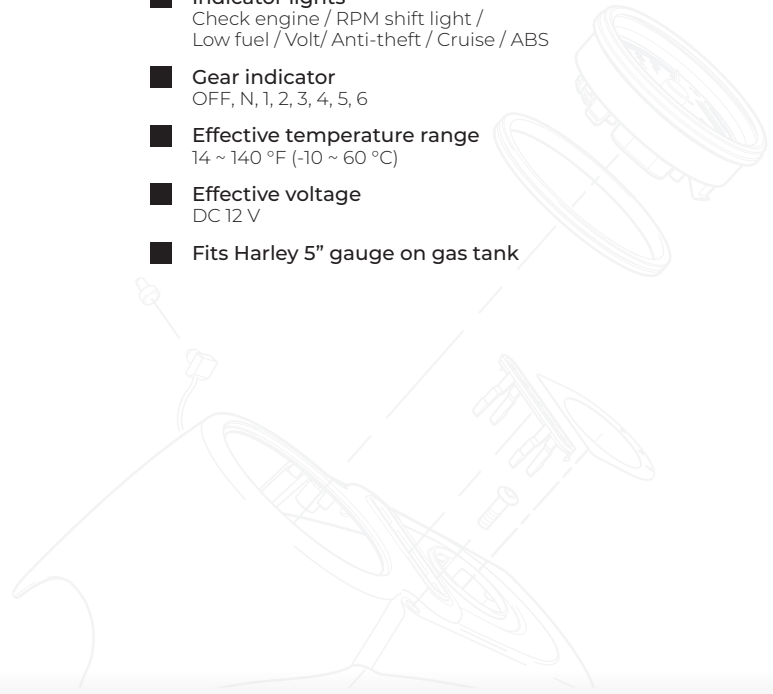 Indicator lights
Check engine / RPM shift light /
Low fuel / Volt/ Anti-theft / Cruise / ABS
Gear indicator
OFF, N, 1, 2, 3, 4, 5, 6
Effective temperature range
14 ~ 140 °F (-10 ~ 60 °C)
Effective voltage
DC 12 V
Fits Harley 5” gauge on gas tank